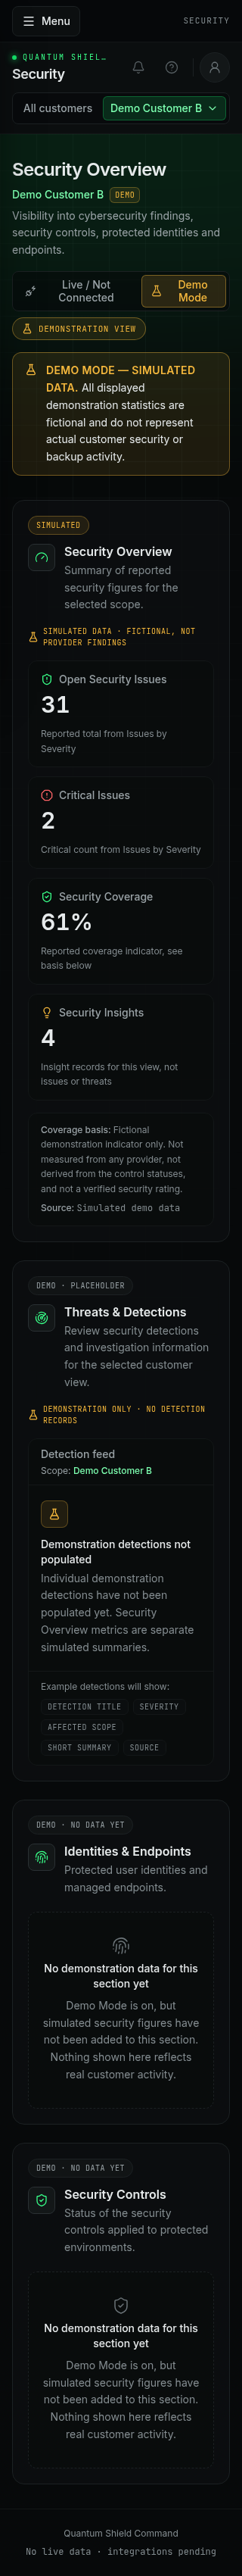 Menu
SECURITY
QUANTUM SHIEL…
Security
All customers
Demo Customer B
Security Overview
Demo Customer B DEMO
Visibility into cybersecurity findings,
security controls, protected identities and
endpoints.
Live / Not
Connected
Demo
Mode
DEMONSTRATION VIEW
DEMO MODE — SIMULATED
DATA. All displayed
demonstration statistics are
fictional and do not represent
actual customer security or
backup activity.
SIMULATED
Security Overview
Summary of reported
security figures for the
selected scope.
SIMULATED DATA · FICTIONAL, NOT
PROVIDER FINDINGS
Open Security Issues
31
Reported total from Issues by
Severity
Critical Issues
2
Critical count from Issues by Severity
Security Coverage
61%
Reported coverage indicator, see
basis below
Security Insights
4
Insight records for this view, not
issues or threats
Coverage basis: Fictional
demonstration indicator only. Not
measured from any provider, not
derived from the control statuses,
and not a verified security rating.
Source: Simulated demo data
DEMO · PLACEHOLDER
Threats & Detections
Review security detections
and investigation information
for the selected customer
view.
DEMONSTRATION ONLY · NO DETECTION
RECORDS
Detection feed
Scope: Demo Customer B
Demonstration detections not
populated
Individual demonstration
detections have not been
populated yet. Security
Overview metrics are separate
simulated summaries.
Example detections will show:
DETECTION TITLE
SEVERITY
AFFECTED SCOPE
SHORT SUMMARY
SOURCE
DEMO · NO DATA YET
Identities & Endpoints
Protected user identities and
managed endpoints.
No demonstration data for this
section yet
Demo Mode is on, but
simulated security figures have
not been added to this section.
Nothing shown here reflects
real customer activity.
DEMO · NO DATA YET
Security Controls
Status of the security
controls applied to protected
environments.
No demonstration data for this
section yet
Demo Mode is on, but
simulated security figures have
not been added to this section.
Nothing shown here reflects
real customer activity.
Quantum Shield Command
No live data · integrations pending